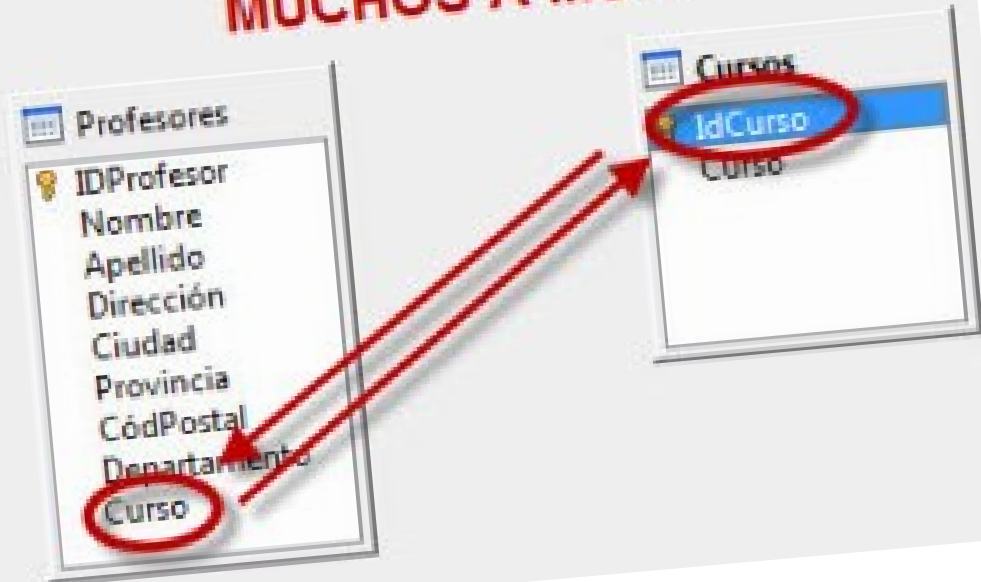 MUCHOS A
Profesores
IDProfesor
Nombre
Apellido
Dirección
Ciudad
Provincia
CódPostal
Departamento
Curso
Cursos
IdCurso
Curso